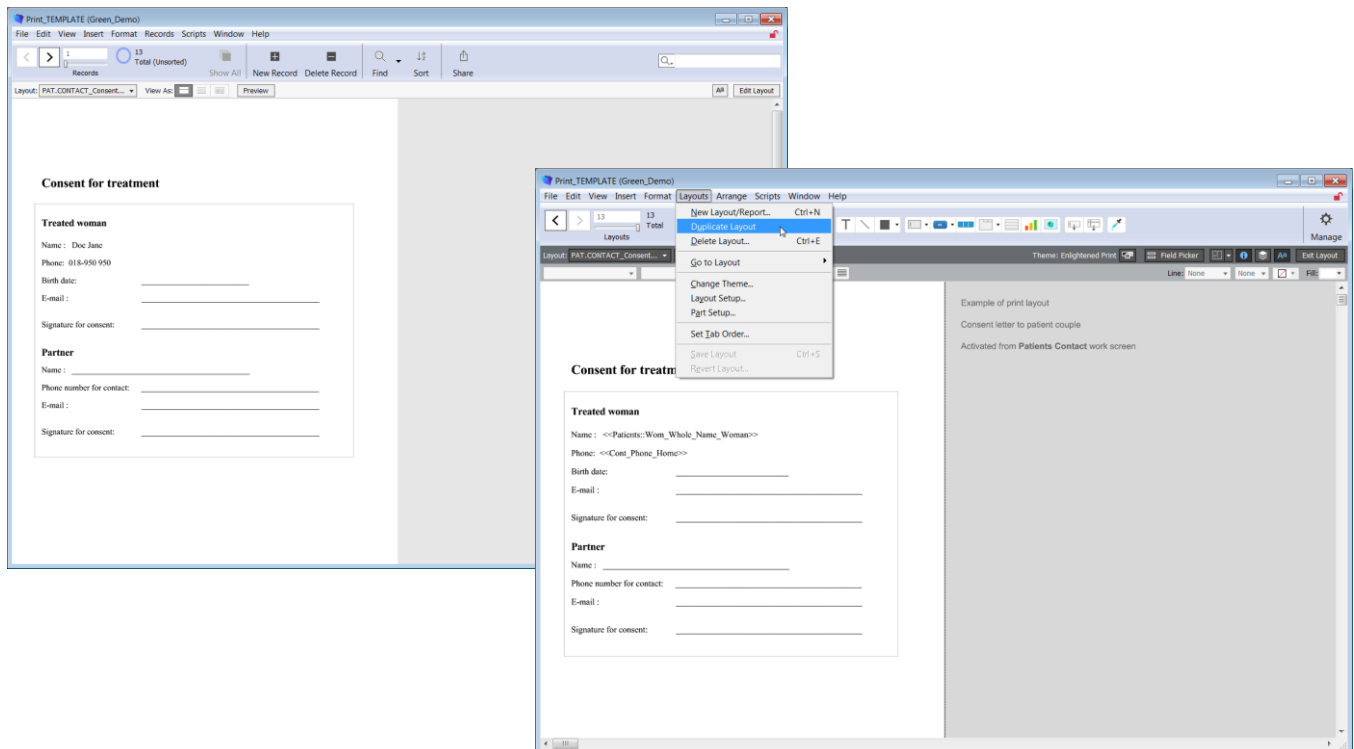 Print_TEMPLATE (Green_Demo)
File Edit View Insert Format Records Scripts Window Help
1
13
Total (Unsorted)
Records
Show All
New Record
Delete Record
Find
Sort
Share
Layout: PAT.CONTACT_Consent...
View As:
Preview
Aa
Edit Layout
Consent for treatment
Treated woman
Name : Doe Jane
Phone: 018-950 950
Birth date:
E-mail :
Signature for consent:
Partner
Name :
Phone number for contact:
E-mail :
Signature for consent:
Print_TEMPLATE (Green_Demo)
File Edit View Insert Format Layouts Arrange Scripts Window Help
13
13
Total
Layouts
T
Manage
Layout: PAT.CONTACT_Consent...
Theme: Enlightened Print
Field Picker
Aa
Exit Layout
Line: None
None
Fill:
New Layout/Report... Ctrl+N
Duplicate Layout
Delete Layout... Ctrl+E
Go to Layout
Change Theme...
Layout Setup...
Part Setup...
Set Tab Order...
Save Layout Ctrl+S
Revert Layout...
Example of print layout
Consent letter to patient couple
Activated from Patients Contact work screen
Consent for treatm
Treated woman
Name : <<Patients::Wom_Whole_Name_Woman>>
Phone: <<Cont_Phone_Home>>
Birth date:
E-mail :
Signature for consent:
Partner
Name :
Phone number for contact:
E-mail :
Signature for consent: